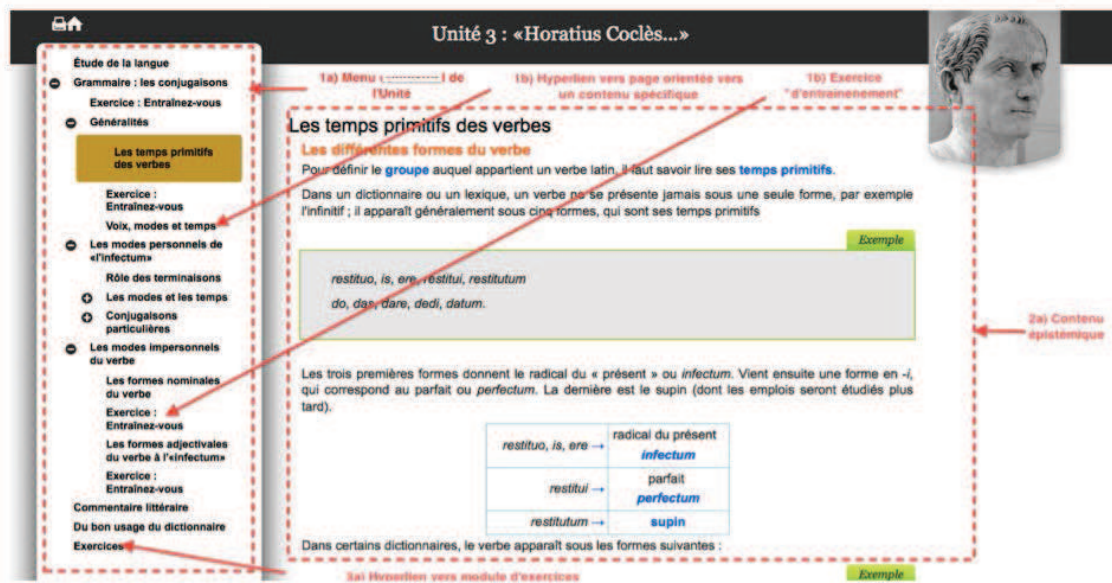 Unité 3 : «Horatius Coclès...»
Étude de la langue
Grammaire : les conjugaisons
Exercice : Entraînez-vous
Généralités
Les temps primitifs
des verbes
Exercice :
Entraînez-vous
Voix, modes et temps
Les modes personnels de
«l'infectum»
Rôle des terminaisons
Les modes et les temps
Conjugaisons
particulières
Les modes impersonnels
du verbe
Les formes nominales
du verbe
Exercice :
Entraînez-vous
Les formes adjectivales
du verbe à l'«infectum»
Exercice :
Entraînez-vous
Commentaire littéraire
Du bon usage du dictionnaire
Exercices
1a) Menu l de
l'Unité
1b) Hyperlien vers page orientée vers
un contenu spécifique
1b) Exercice
"d'entrainenement"
Les temps primitifs des verbes
Les différentes formes du verbe
Pour définir le groupe auquel appartient un verbe latin, il faut savoir lire ses temps primitifs.
Dans un dictionnaire ou un lexique, un verbe ne se présente jamais sous une seule forme, par exemple
l'infinitif ; il apparaît généralement sous cinq formes, qui sont ses temps primitifs
Exemple
restituo, is, ere, restitui, restitutum
do, das, dare, dedi, datum.
2a) Contenu
épistémique
Les trois premières formes donnent le radical du « présent » ou infectum. Vient ensuite une forme en -i,
qui correspond au parfait ou perfectum. La dernière est le supin (dont les emplois seront étudiés plus
tard).
restituo, is, ere → radical du présent
infectum
restitui → parfait
perfectum
restitutum → supin
Dans certains dictionnaires, le verbe apparaît sous les formes suivantes :
3a) Hyperlien vers module d'exercices
Exemple